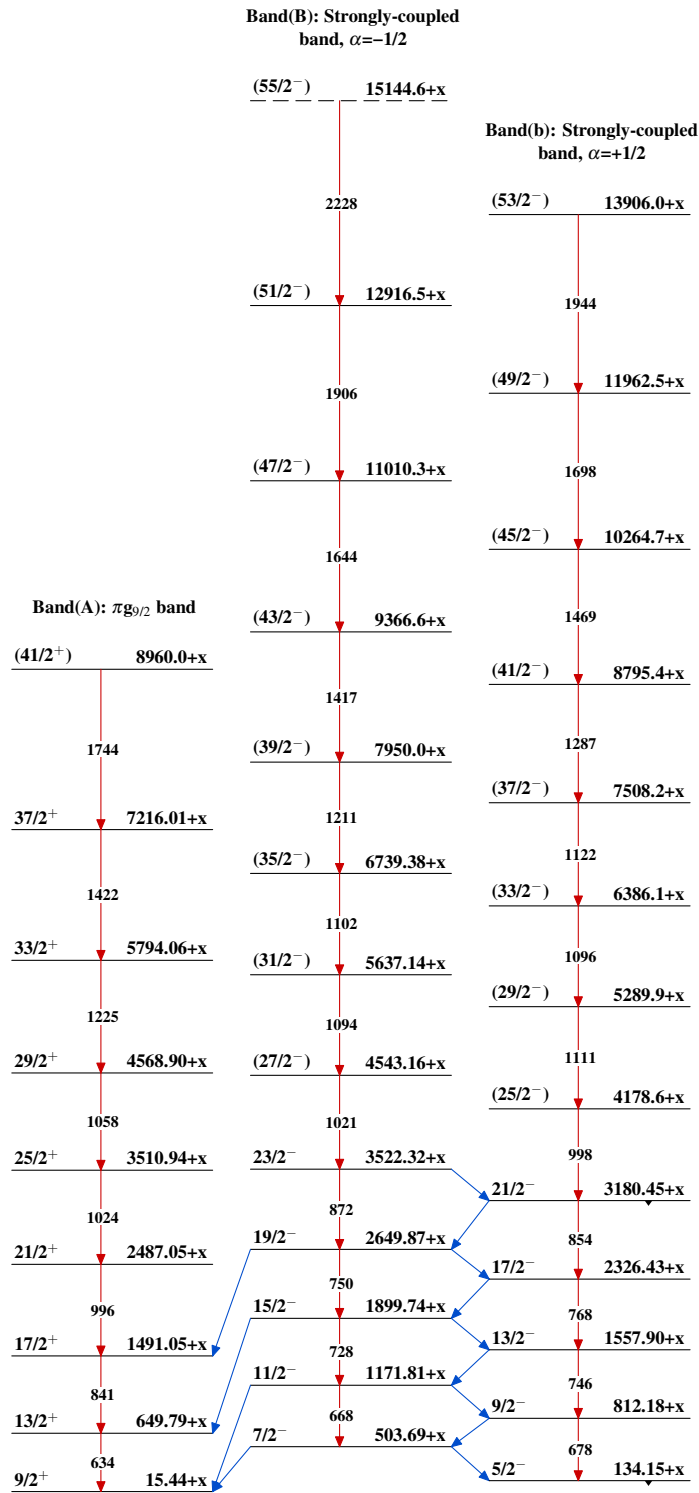 Band(B): Strongly-coupled
band, α=−1/2
(55/2⁻) 15144.6+x
2228
(51/2⁻) 12916.5+x
1906
(47/2⁻) 11010.3+x
1644
(43/2⁻) 9366.6+x
1417
(39/2⁻) 7950.0+x
1211
(35/2⁻) 6739.38+x
1102
(31/2⁻) 5637.14+x
1094
(27/2⁻) 4543.16+x
1021
23/2⁻ 3522.32+x
872
19/2⁻ 2649.87+x
750
15/2⁻ 1899.74+x
728
11/2⁻ 1171.81+x
668
7/2⁻ 503.69+x
Band(b): Strongly-coupled
band, α=+1/2
(53/2⁻) 13906.0+x
1944
(49/2⁻) 11962.5+x
1698
(45/2⁻) 10264.7+x
1469
(41/2⁻) 8795.4+x
1287
(37/2⁻) 7508.2+x
1122
(33/2⁻) 6386.1+x
1096
(29/2⁻) 5289.9+x
1111
(25/2⁻) 4178.6+x
998
21/2⁻ 3180.45+x
854
17/2⁻ 2326.43+x
768
13/2⁻ 1557.90+x
746
9/2⁻ 812.18+x
678
5/2⁻ 134.15+x
Band(A): πg9/2 band
(41/2⁺) 8960.0+x
1744
37/2⁺ 7216.01+x
1422
33/2⁺ 5794.06+x
1225
29/2⁺ 4568.90+x
1058
25/2⁺ 3510.94+x
1024
21/2⁺ 2487.05+x
996
17/2⁺ 1491.05+x
841
13/2⁺ 649.79+x
634
9/2⁺ 15.44+x